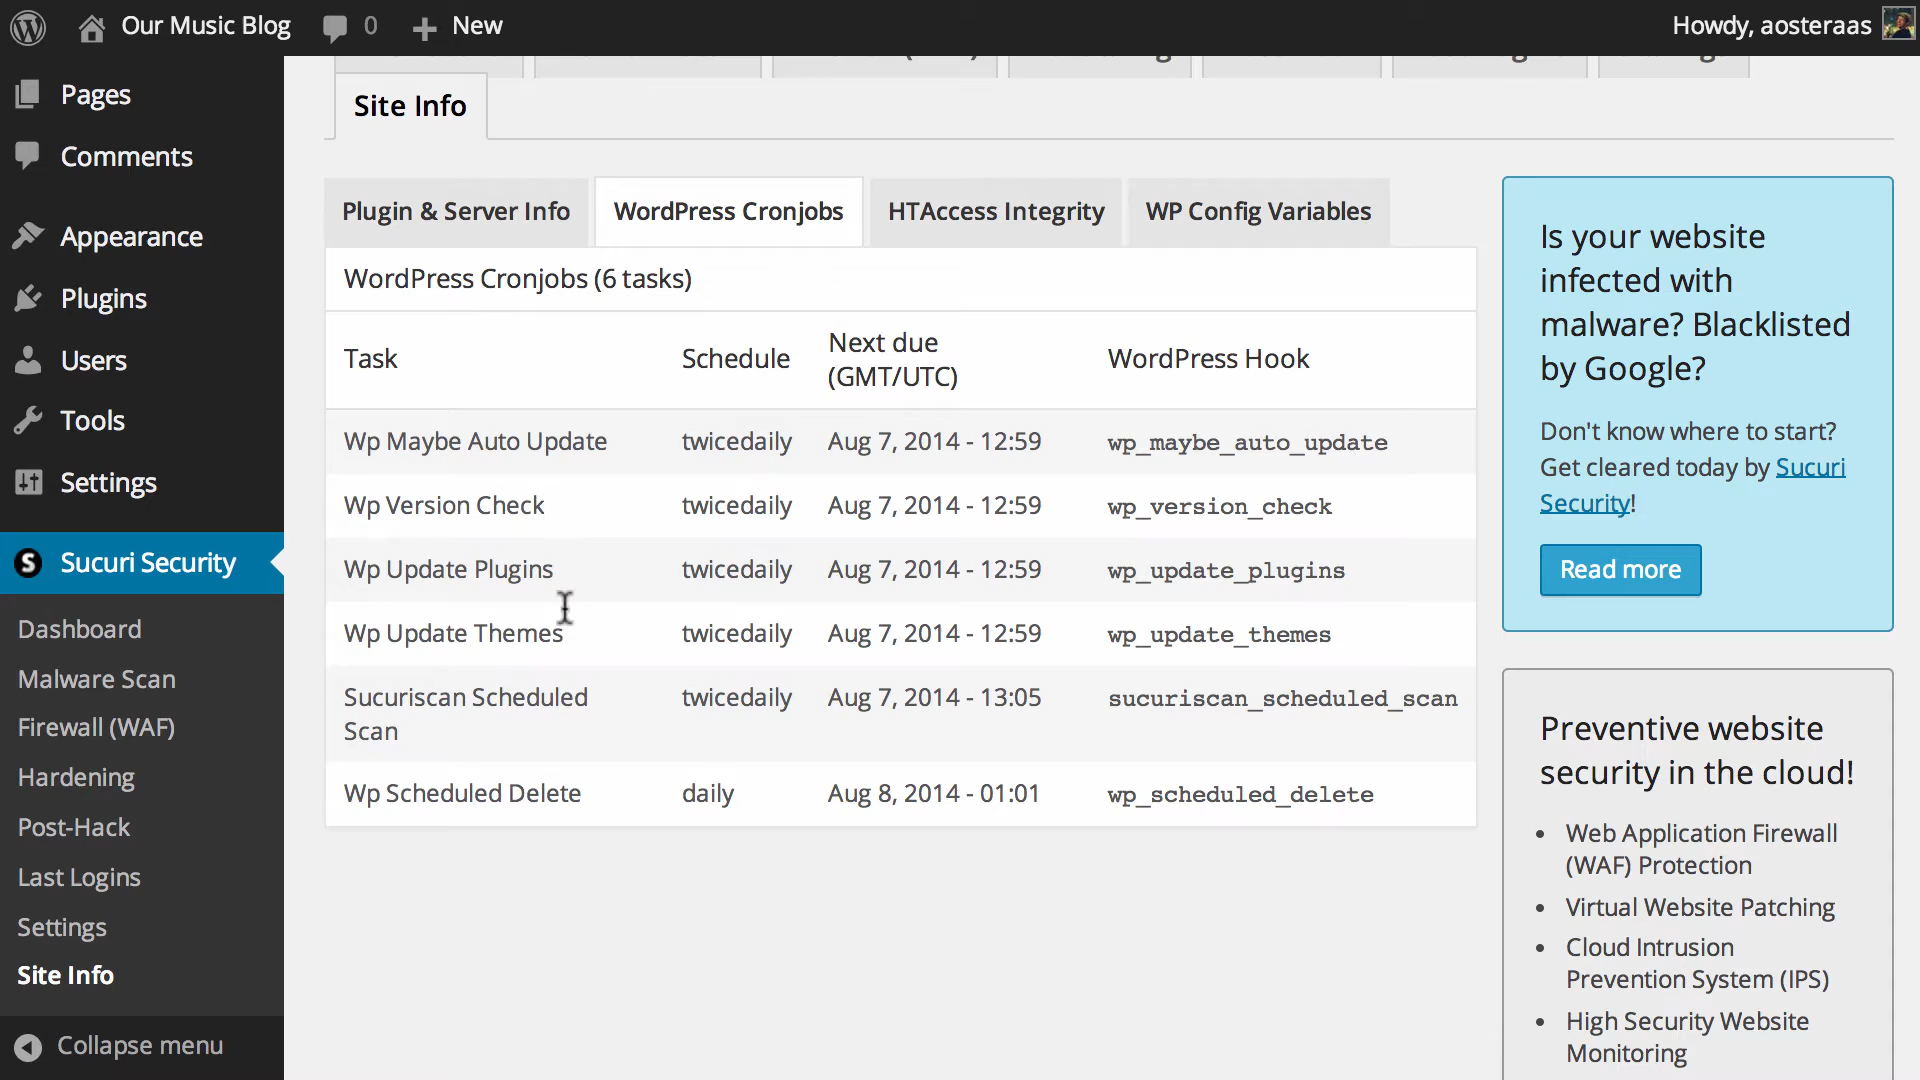 Our Music Blog
0
New
Howdy, aosteraas
Pages
Comments
Appearance
Plugins
Users
Tools
Settings
Sucuri Security
Dashboard
Malware Scan
Firewall (WAF)
Hardening
Post-Hack
Last Logins
Settings
Site Info
Collapse menu
Site Info
Plugin & Server Info
WordPress Cronjobs
HTAccess Integrity
WP Config Variables
WordPress Cronjobs (6 tasks)
Task Schedule Next due (GMT/UTC) WordPress Hook
Wp Maybe Auto Update twicedaily Aug 7, 2014 - 12:59 wp_maybe_auto_update
Wp Version Check twicedaily Aug 7, 2014 - 12:59 wp_version_check
Wp Update Plugins twicedaily Aug 7, 2014 - 12:59 wp_update_plugins
Wp Update Themes twicedaily Aug 7, 2014 - 12:59 wp_update_themes
Sucuriscan Scheduled twicedaily Aug 7, 2014 - 13:05 sucuriscan_scheduled_scan
Scan
Wp Scheduled Delete daily Aug 8, 2014 - 01:01 wp_scheduled_delete
Is your website
infected with
malware? Blacklisted
by Google?
Don't know where to start?
Get cleared today by Sucuri
Security!
Read more
Preventive website
security in the cloud!
Web Application Firewall
(WAF) Protection
Virtual Website Patching
Cloud Intrusion
Prevention System (IPS)
High Security Website
Monitoring